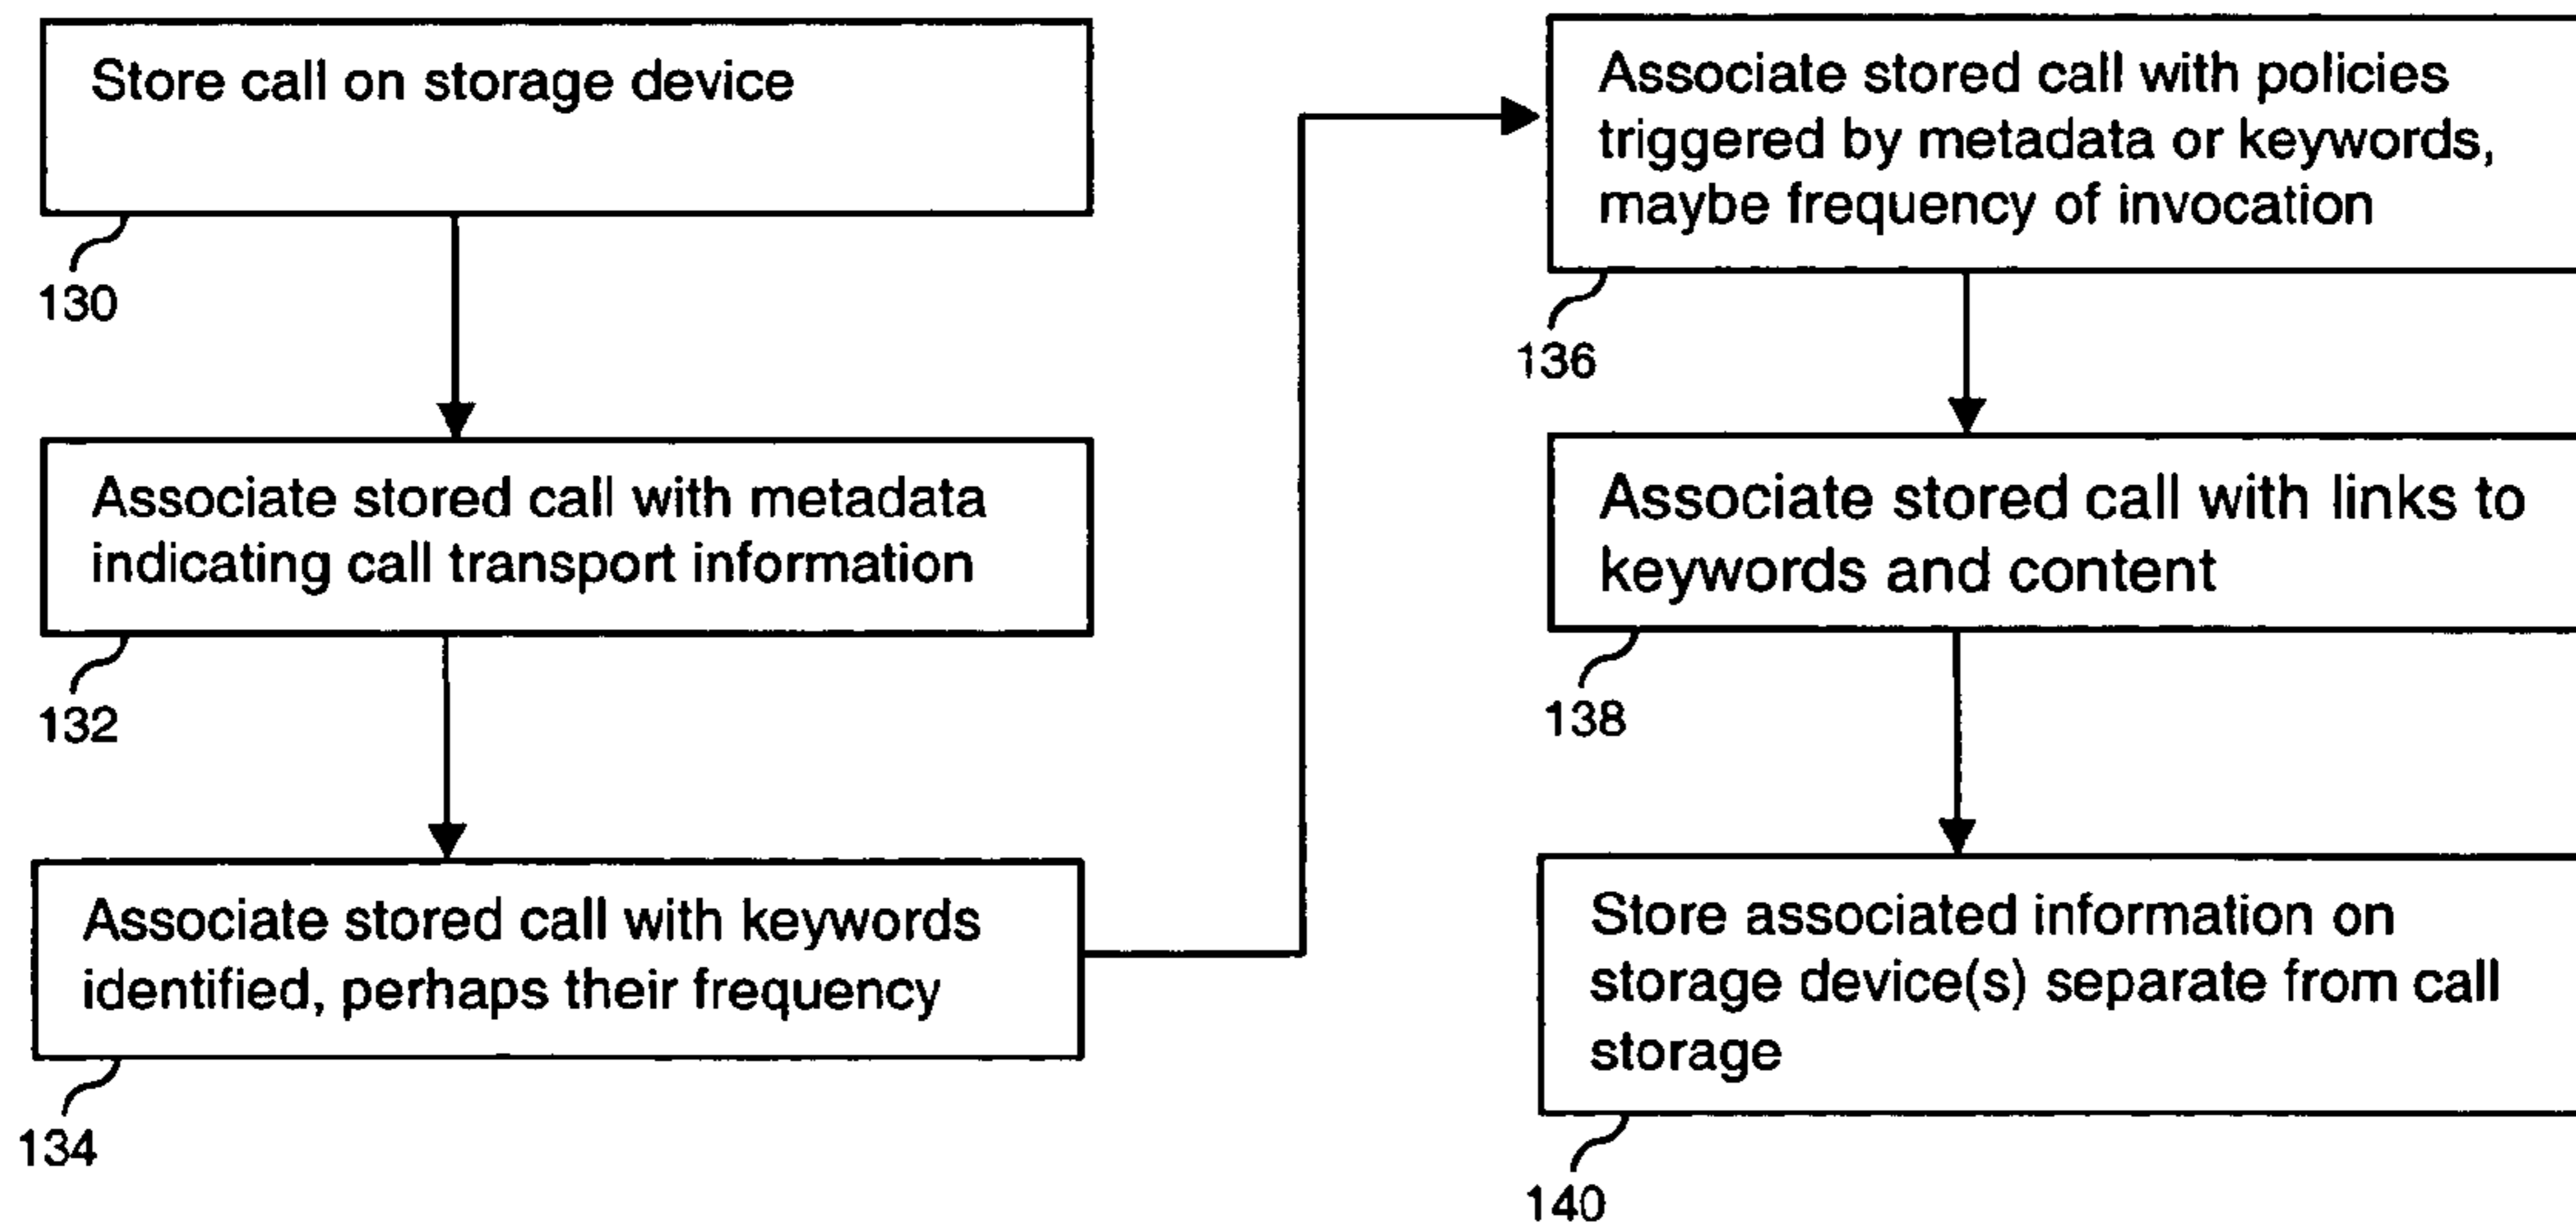 Store call on storage device
130
Associate stored call with metadata
indicating call transport information
132
Associate stored call with keywords
identified, perhaps their frequency
134
Associate stored call with policies
triggered by metadata or keywords,
maybe frequency of invocation
136
Associate stored call with links to
keywords and content
138
Store associated information on
storage device(s) separate from call
storage
140